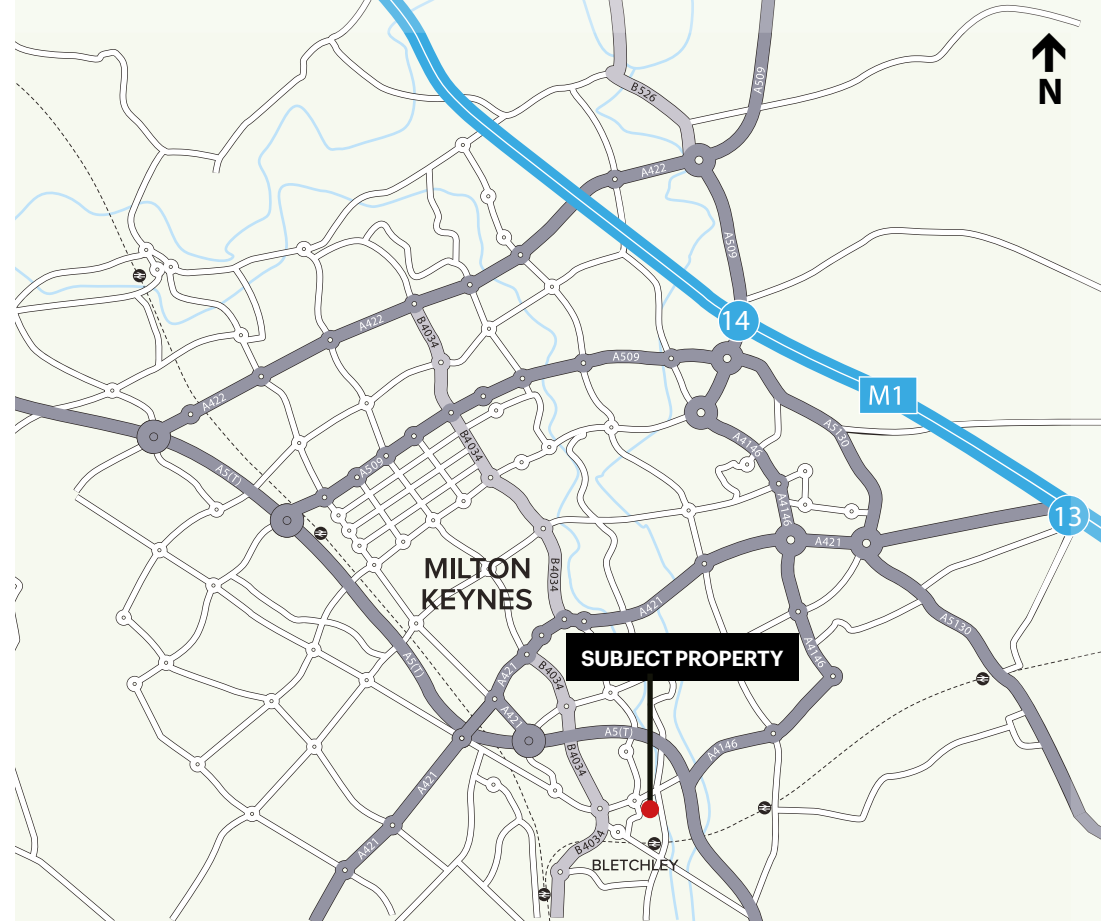 B526
A509
N
A422
A509
14
A422
B4034
A509
M1
A422
B4034
A5130
A4146
A509
A5(T)
A4146
13
A421
MILTON
KEYNES
B4034
A421
A5130
SUBJECT PROPERTY
A4146
A5(T)
A421
B4034
A421
A5(T)
A4146
B4034
A421
B4034
A421
BLETCHLEY